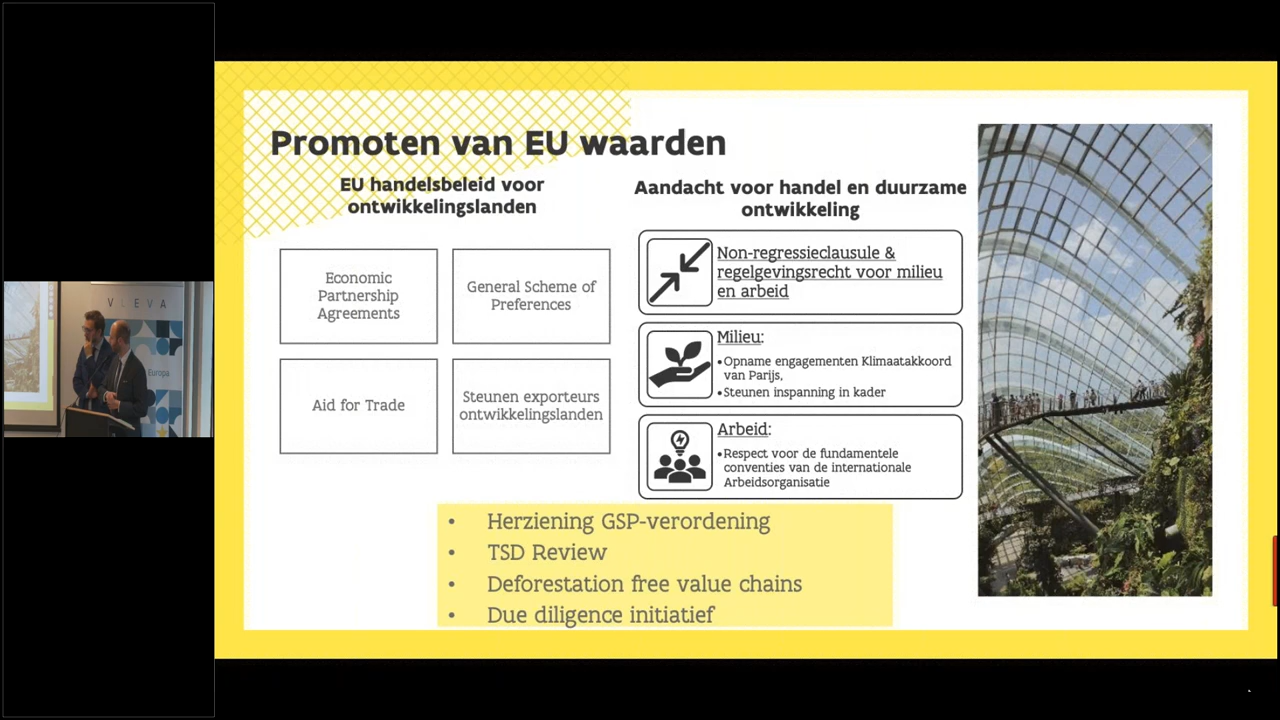 Promoten van EU waarden
EU handelsbeleid voor
ontwikkelingslanden
Economic
Partnership
Agreements
General Scheme of
Preferences
Aid for Trade
Steunen exporteurs
ontwikkelingslanden
Aandacht voor handel en duurzame
ontwikkeling
Non-regressieclausule &
regelgevingsrecht voor milieu
en arbeid
Milieu:
• Opname engagementen Klimaatakkoord
van Parijs,
• Steunen inspanning in kader
Arbeid:
• Respect voor de fundamentele
conventies van de internationale
Arbeidsorganisatie
• Herziening GSP-verordening
• TSD Review
• Deforestation free value chains
• Due diligence initiatief
VLEVA
Europa